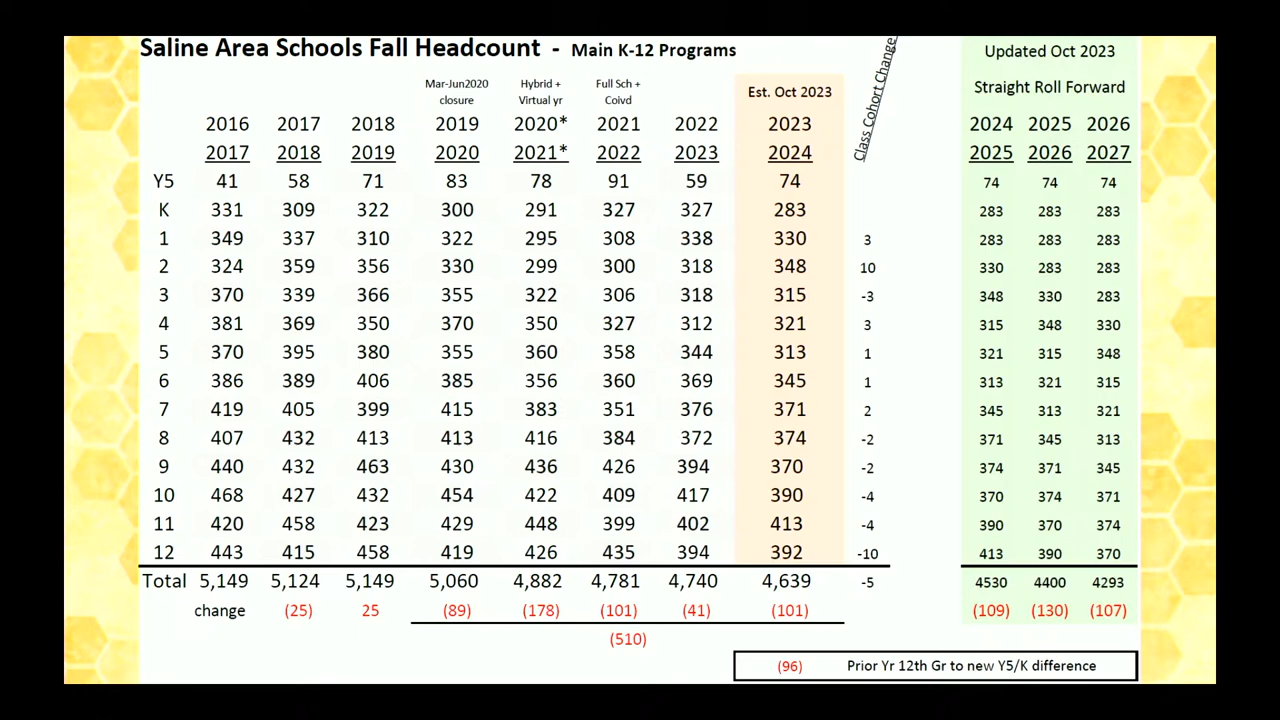 Saline Area Schools Fall Headcount - Main K-12 Programs
Class Cohort Change
Updated Oct 2023
Mar-Jun2020 Hybrid + Full Sch +
closure Virtual yr Coivd
Est. Oct 2023
Straight Roll Forward
2016 2017 2018 2019 2020* 2021 2022 2023 2024 2025 2026
2017 2018 2019 2020 2021* 2022 2023 2024 2025 2026 2027
Y5 41 58 71 83 78 91 59 74 74 74 74
K 331 309 322 300 291 327 327 283 283 283 283
1 349 337 310 322 295 308 338 330 3 283 283 283
2 324 359 356 330 299 300 318 348 10 330 283 283
3 370 339 366 355 322 306 318 315 -3 348 330 283
4 381 369 350 370 350 327 312 321 3 315 348 330
5 370 395 380 355 360 358 344 313 1 321 315 348
6 386 389 406 385 356 360 369 345 1 313 321 315
7 419 405 399 415 383 351 376 371 2 345 313 321
8 407 432 413 413 416 384 372 374 -2 371 345 313
9 440 432 463 430 436 426 394 370 -2 374 371 345
10 468 427 432 454 422 409 417 390 -4 370 374 371
11 420 458 423 429 448 399 402 413 -4 390 370 374
12 443 415 458 419 426 435 394 392 -10 413 390 370
Total 5,149 5,124 5,149 5,060 4,882 4,781 4,740 4,639 -5 4530 4400 4293
change (25) 25 (89) (178) (101) (41) (101) (109) (130) (107)
(510)
(96) Prior Yr 12th Gr to new Y5/K difference